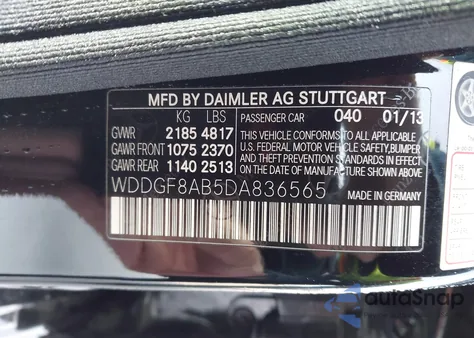 MFD BY DAIMLER AG STUTTGART
KG LBS
GVWR 2185 4817
GAWR FRONT 1075 2370
GAWR REAR 1140 2513
PASSENGER CAR 040 01/13
THIS VEHICLE CONFORMS TO ALL APPLICABLE
U.S. FEDERAL MOTOR VEHICLE SAFETY,BUMPER
AND THEFT PREVENTION STANDARDS IN EFFECT
ON THE DATE OF MANUFACTURE SHOWN ABOVE
WDDGF8AB5DA836565
MADE IN GERMANY
autoSnap